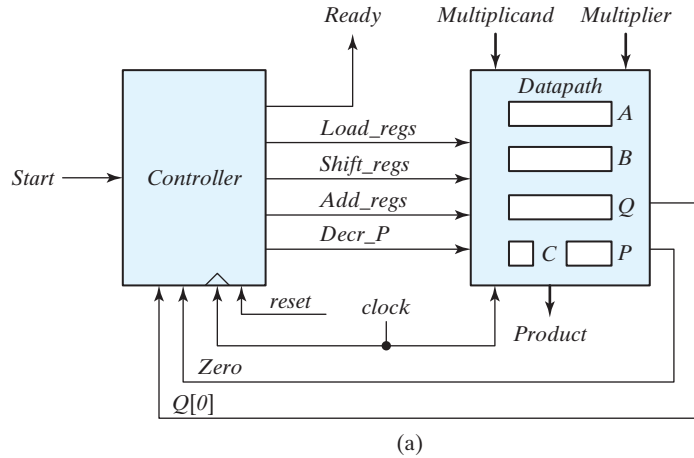 Ready
Multiplicand
Multiplier
Datapath
A
Load_regs
B
Start
Controller
Shift_regs
Add_regs
Q
Decr_P
C
P
reset
clock
Product
Zero
Q[0]
(a)